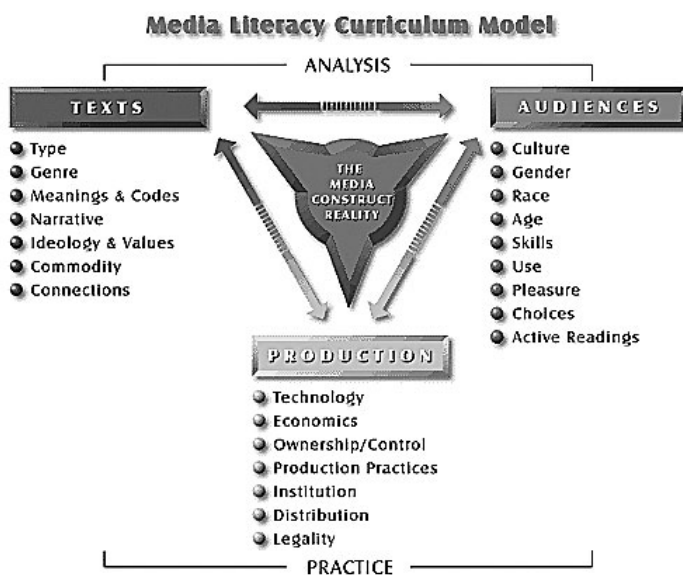 Media Literacy Curriculum Model
ANALYSIS
TEXTS
Type
Genre
Meanings & Codes
Narrative
Ideology & Values
Commodity
Connections
THE
MEDIA
CONSTRUCT
REALITY
AUDIENCES
Culture
Gender
Race
Age
Skills
Use
Pleasure
Choices
Active Readings
PRODUCTION
Technology
Economics
Ownership/Control
Production Practices
Institution
Distribution
Legality
PRACTICE